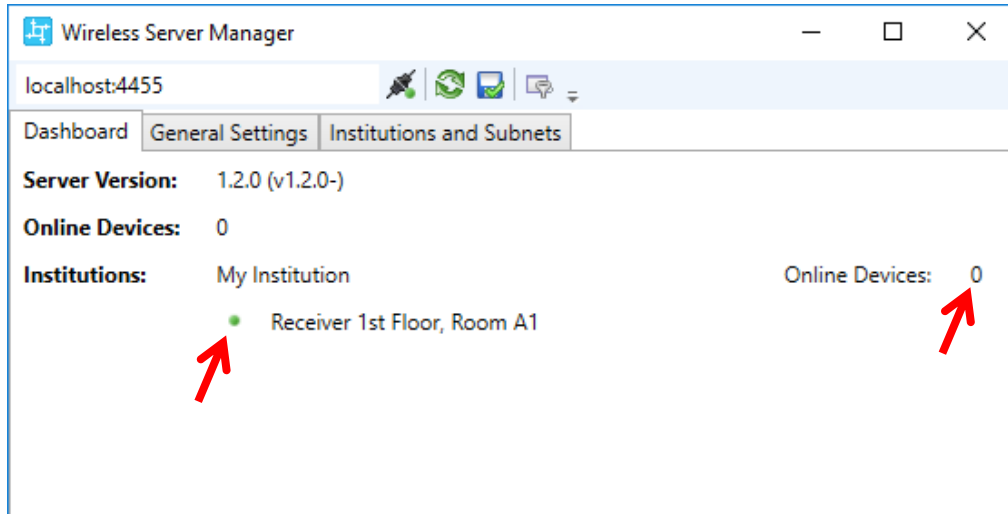 Wireless Server Manager
localhost:4455
Dashboard General Settings Institutions and Subnets
Server Version: 1.2.0 (v1.2.0-)
Online Devices: 0
Institutions: My Institution Online Devices: 0
Receiver 1st Floor, Room A1